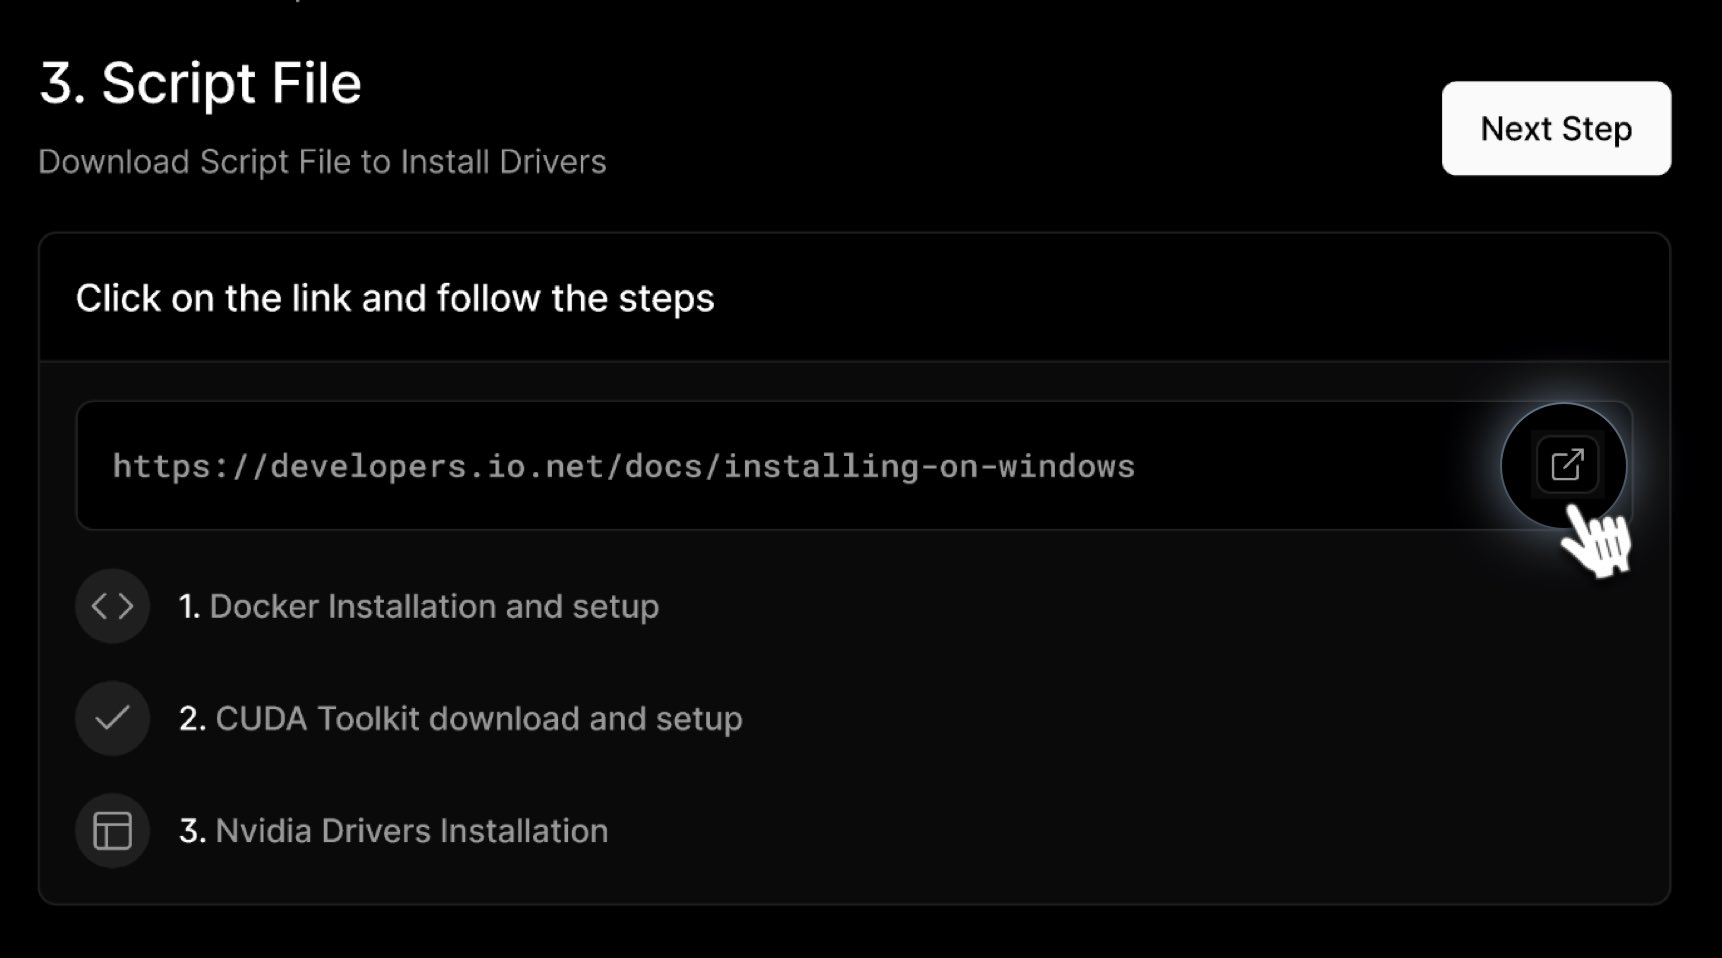 3. Script File
Next Step
Download Script File to Install Drivers
Click on the link and follow the steps
https://developers.io.net/docs/installing-on-windows
1. Docker Installation and setup
2. CUDA Toolkit download and setup
3. Nvidia Drivers Installation